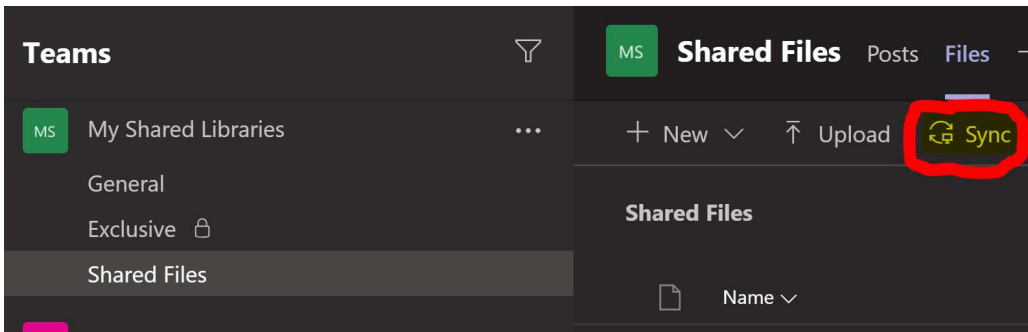 Teams
MS My Shared Libraries ...
General
Exclusive
Shared Files
MS Shared Files Posts Files +
+ New Upload Sync
Shared Files
Name